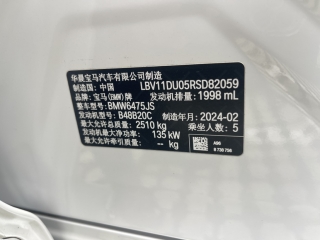 华晨宝马汽车有限公司制造
制造国: 中国 LBV11DU05RSD82059
品牌: 宝马(BMW)牌 发动机排量: 1998 mL
整车型号: BMW6475JS
发动机型号: B48B20C 制造年月: 2024-02
最大允许总质量: 2510 kg 乘坐人数: 5
发动机最大净功率: 135 kW
最大允许牵引质量: -- kg
A96